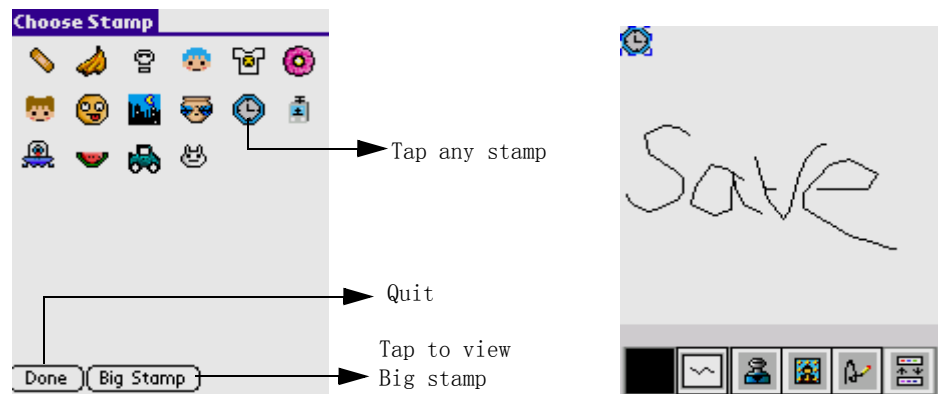 Choose Stamp
Tap any stamp
Save
Quit
Tap to view
Big stamp
Done
Big Stamp